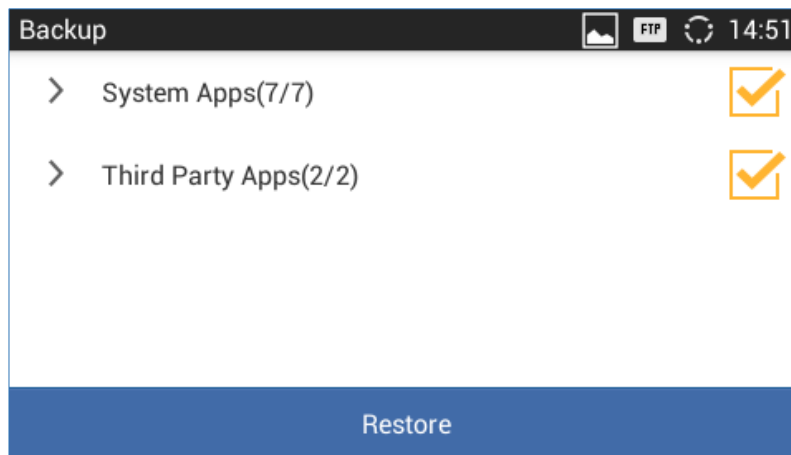 Backup FTP 14:51
System Apps(7/7)
Third Party Apps(2/2)
Restore